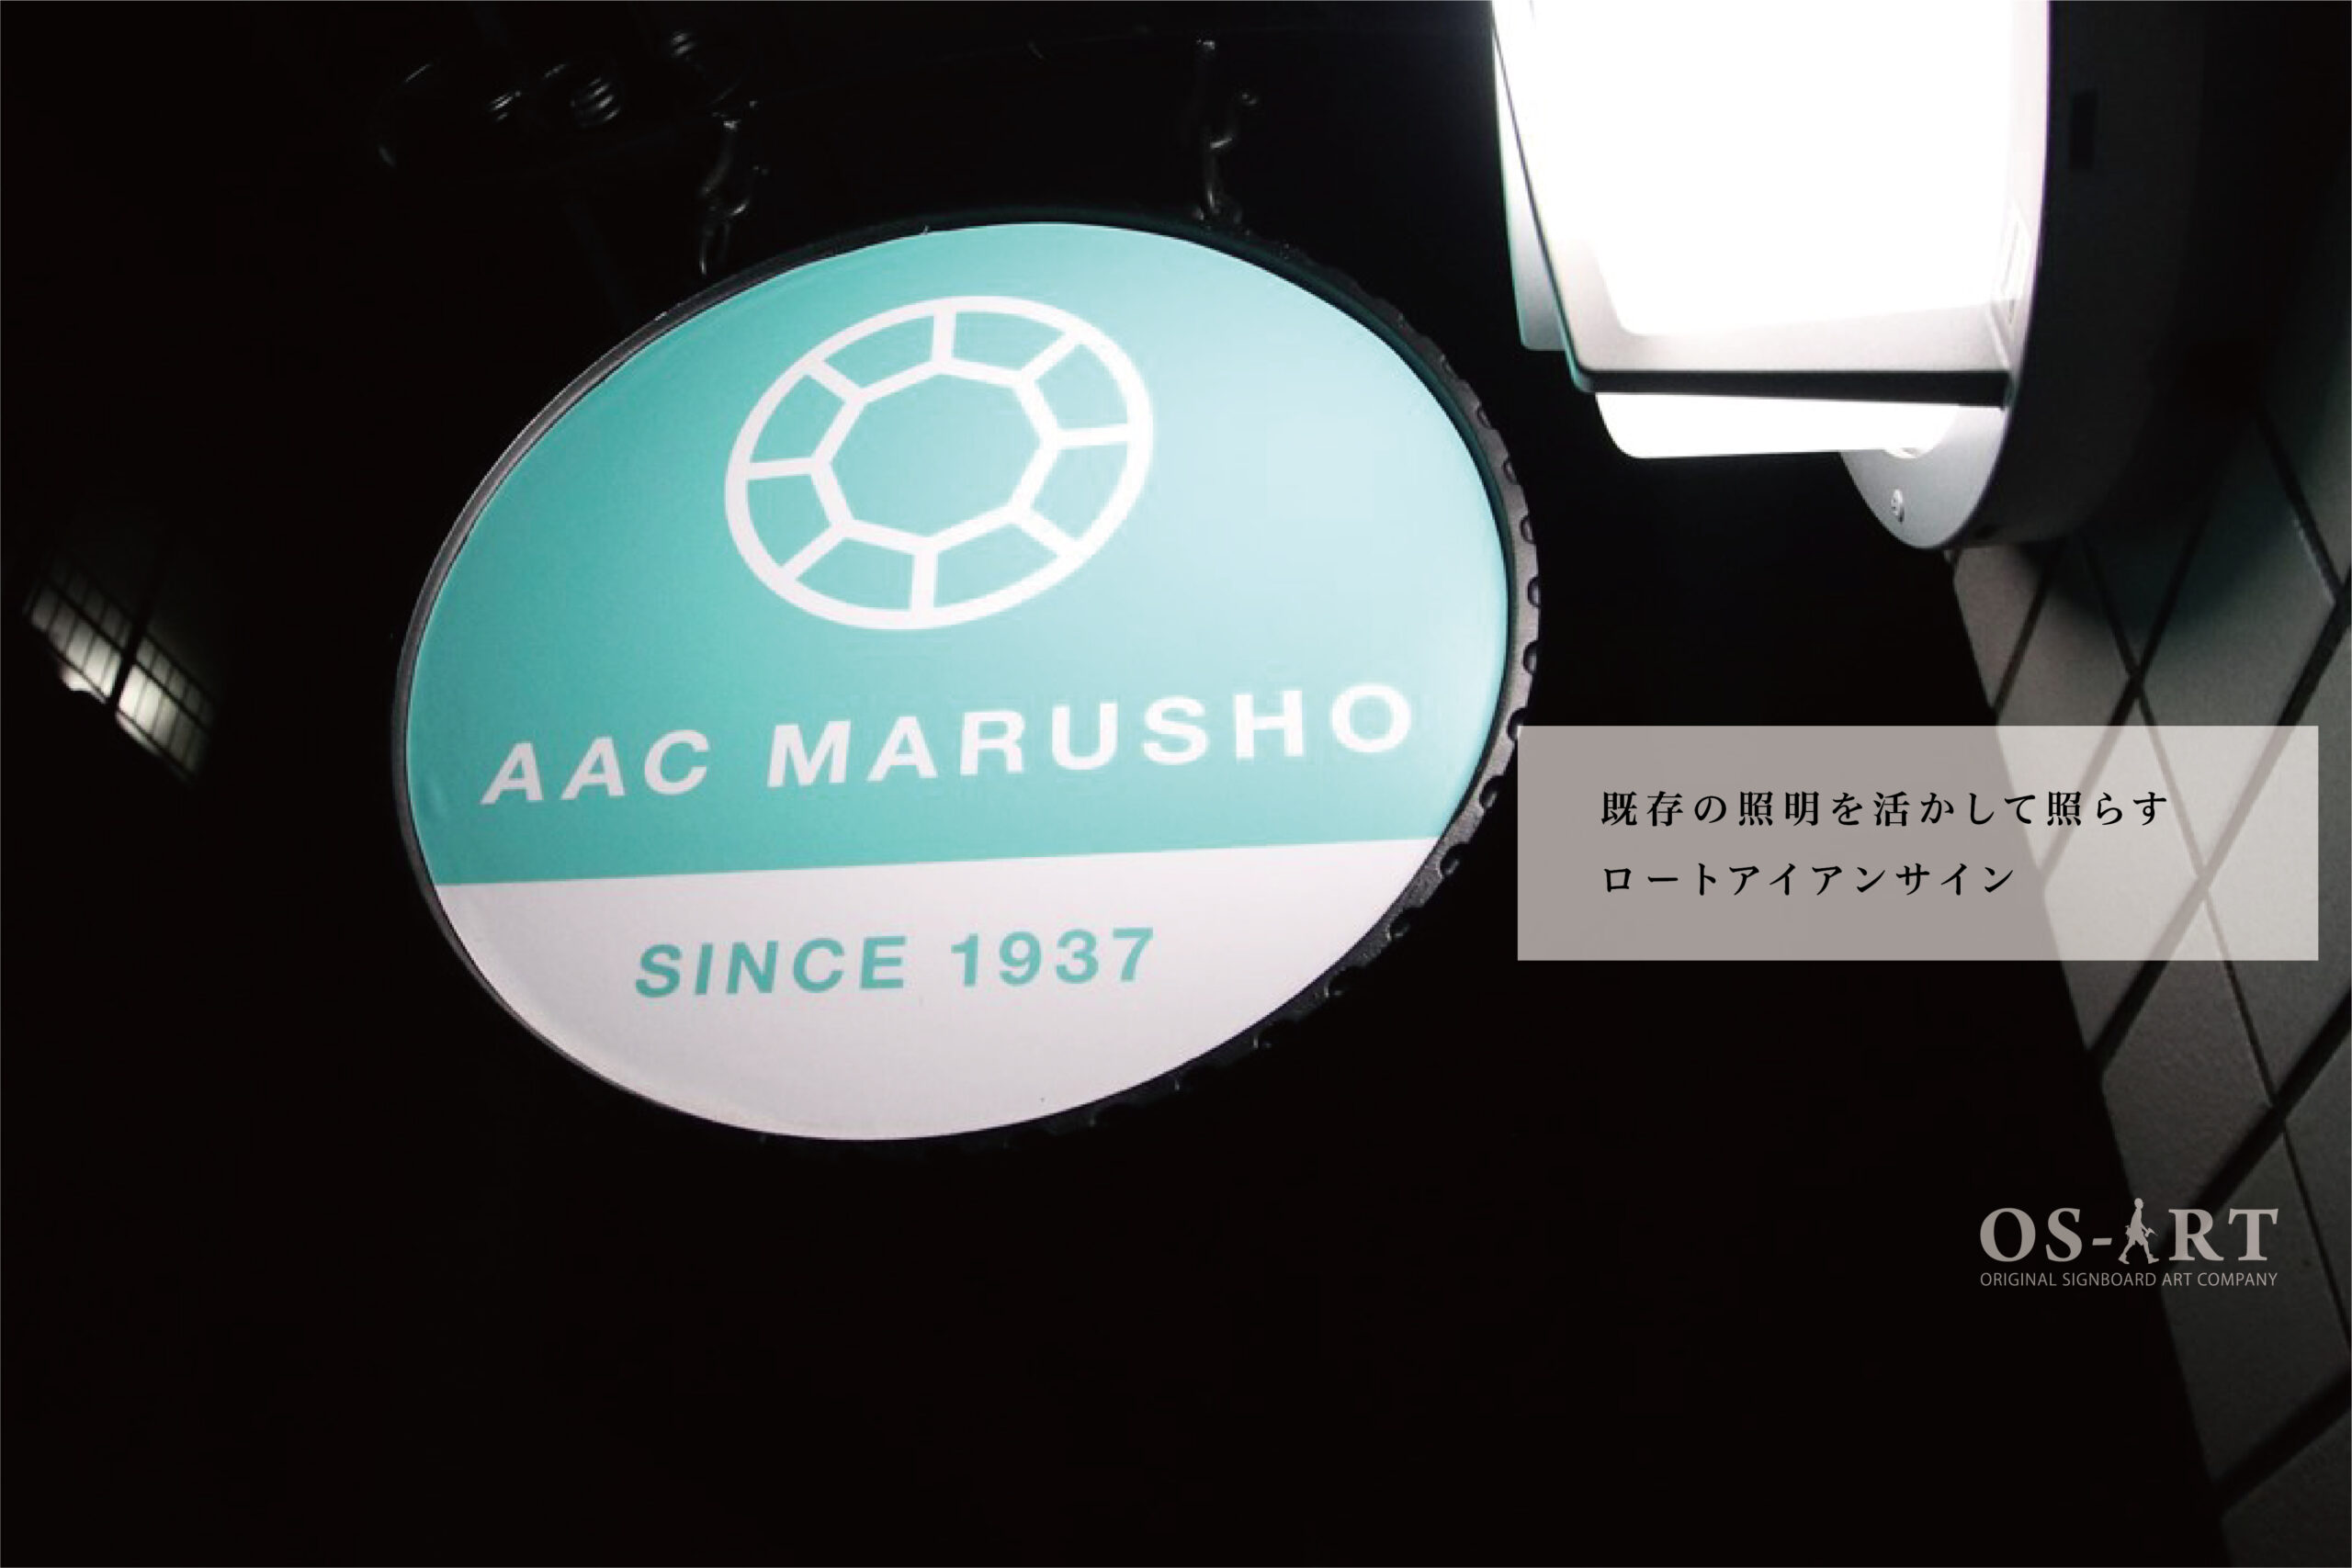 AAC MARUSHO
SINCE 1937
既存の照明を活かして照らす
ロートアイアンサイン
OS-ART
ORIGINAL SIGNBOARD ART COMPANY